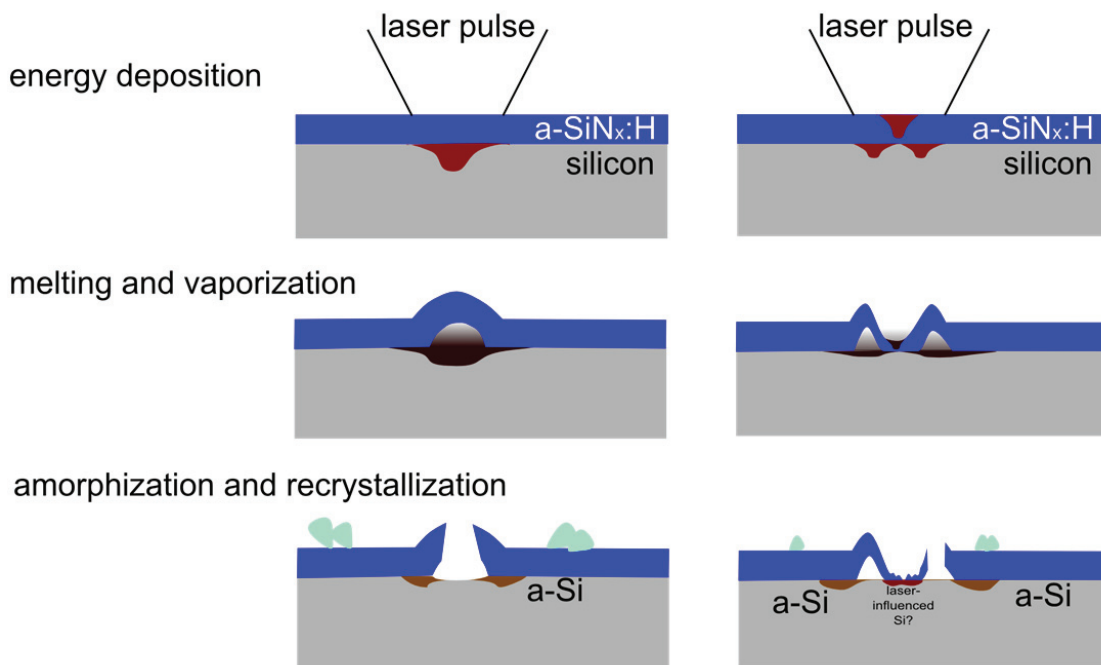 laser pulse
laser pulse
energy deposition
a-SiNₓ:H
a-SiNₓ:H
silicon
silicon
melting and vaporization
amorphization and recrystallization
a-Si
a-Si
laser-
influenced
Si?
a-Si